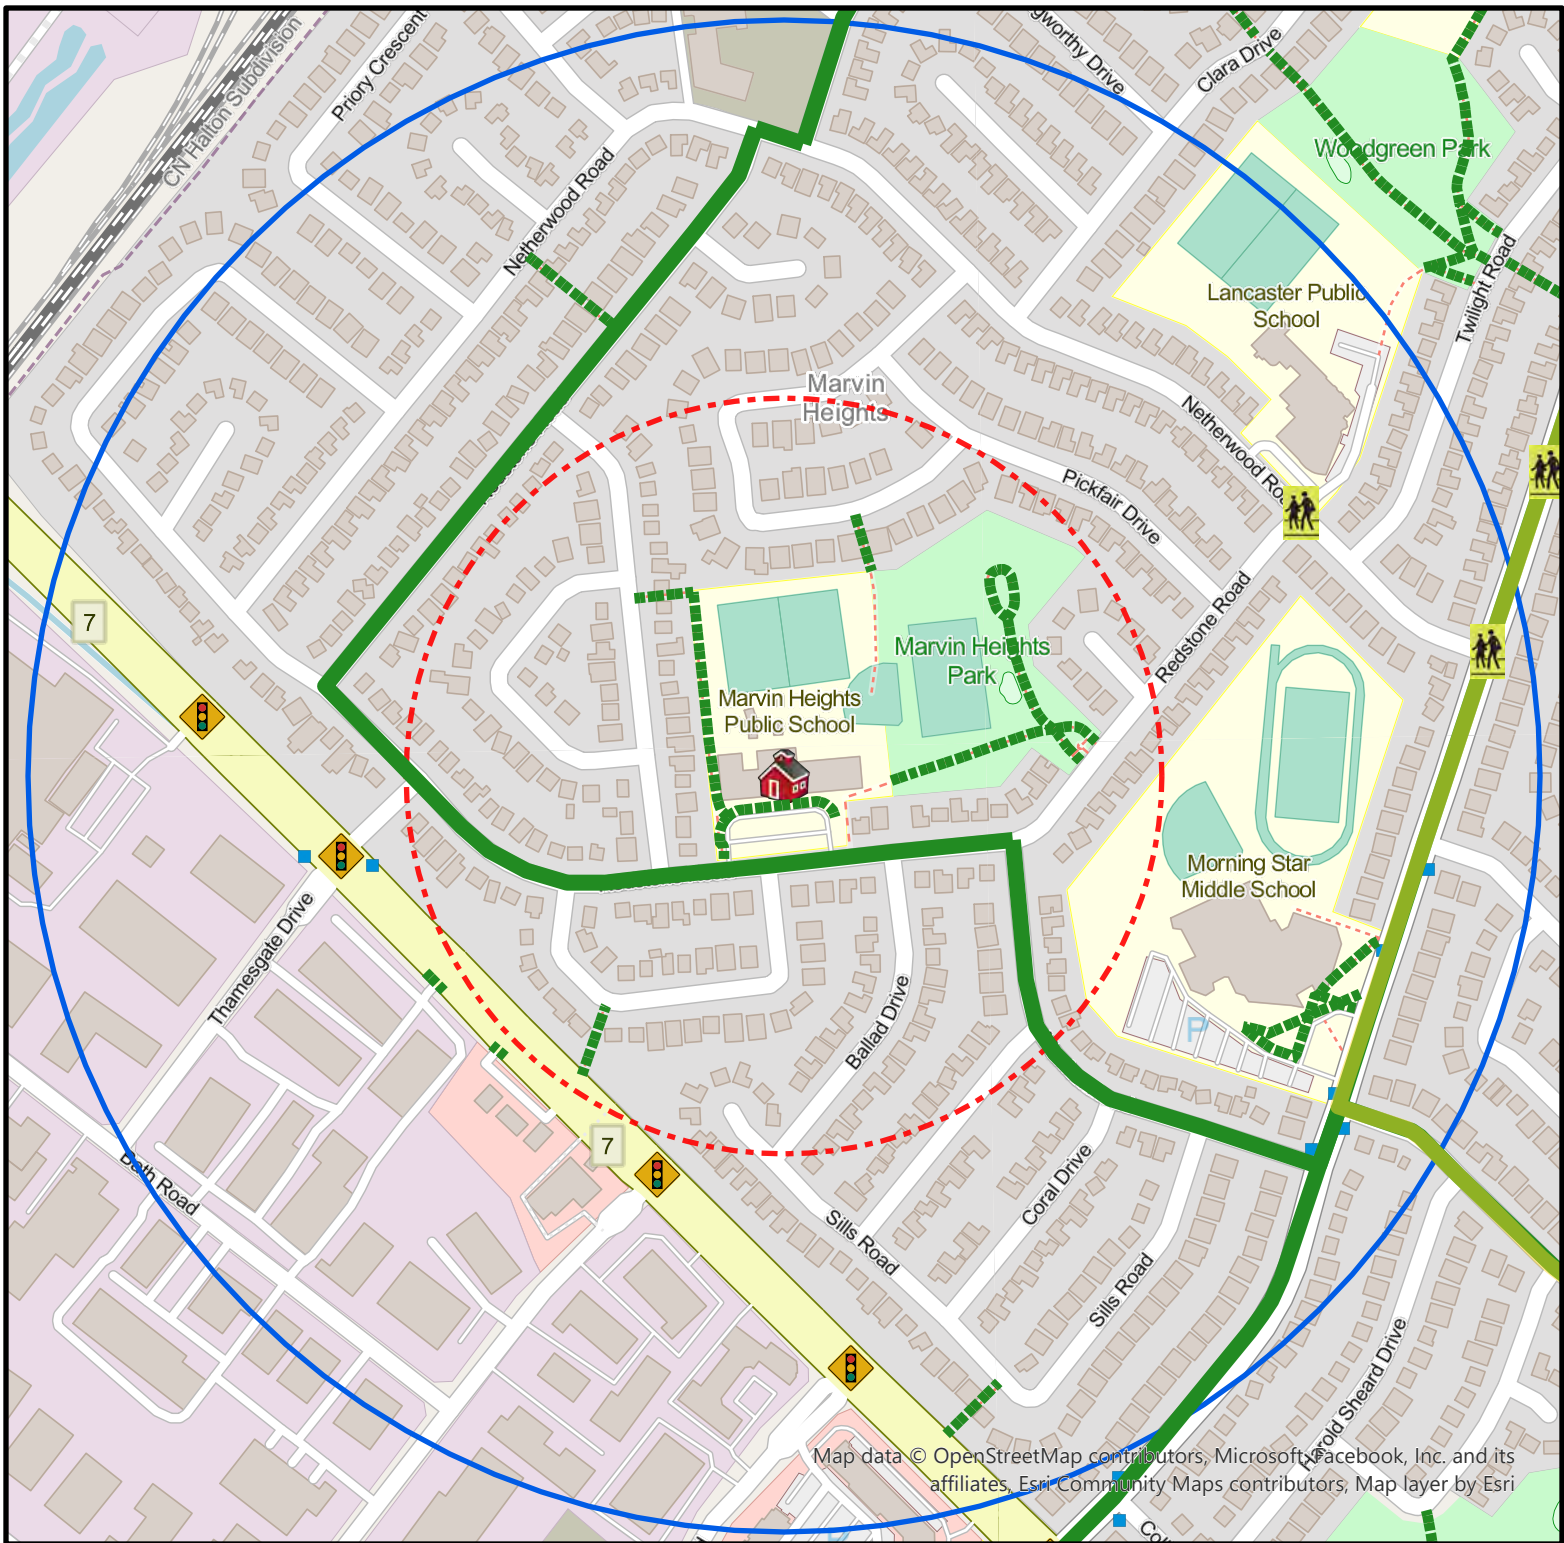 Priory Crescent
CN Halton Subdivision
Clara Drive
Woodgreen Park
Netherwood Road
Twilight Road
Lancaster Public
School
Marvin
Heights
Pickfair Drive
7
Redstone Road
Marvin Heights
Park
Marvin Heights
Public School
Morning Star
Middle School
Thamesgate Drive
Ballad Drive
P
7
Coral Drive
Sills Road
Sills Road
Harold Sheard Drive
Map data © OpenStreetMap contributors, Microsoft, Facebook, Inc. and its
affiliates, Esri Community Maps contributors, Map layer by Esri